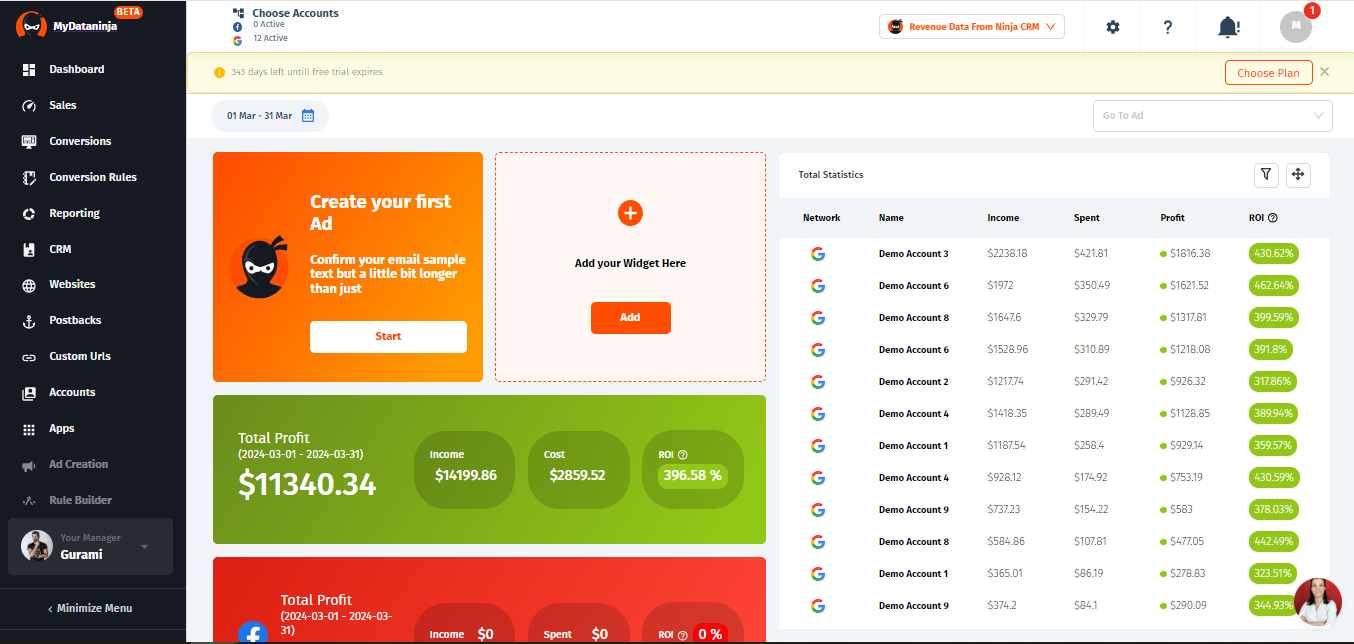 MyDataninja
BETA
Dashboard
Sales
Conversions
Conversion Rules
Reporting
CRM
Websites
Postbacks
Custom Urls
Accounts
Apps
Ad Creation
Rule Builder
Your Manager
Gurami
‹ Minimize Menu
Choose Accounts
0 Active
12 Active
Revenue Data From Ninja CRM
?
M
1
343 days left untill free trial expires
Choose Plan
01 Mar - 31 Mar
Go To Ad
Create your first
Ad
Confirm your email sample
text but a little bit longer
than just
Start
Add your Widget Here
Add
Total Profit
(2024-03-01 - 2024-03-31)
$11340.34
Income
$14199.86
Cost
$2859.52
ROI
396.58 %
Total Profit
(2024-03-01 - 2024-03-
31)
Income $0
Spent $0
ROI 0 %
Total Statistics
Network Name Income Spent Profit ROI
Demo Account 3 $2238.18 $421.81 $1816.38 430.62%
Demo Account 6 $1972 $350.49 $1621.52 462.64%
Demo Account 8 $1647.6 $329.79 $1317.81 399.59%
Demo Account 6 $1528.96 $310.89 $1218.08 391.8%
Demo Account 2 $1217.74 $291.42 $926.32 317.86%
Demo Account 4 $1418.35 $289.49 $1128.85 389.94%
Demo Account 1 $1187.54 $258.4 $929.14 359.57%
Demo Account 4 $928.12 $174.92 $753.19 430.59%
Demo Account 9 $737.23 $154.22 $583 378.03%
Demo Account 8 $584.86 $107.81 $477.05 442.49%
Demo Account 1 $365.01 $86.19 $278.83 323.51%
Demo Account 9 $374.2 $84.1 $290.09 344.93%